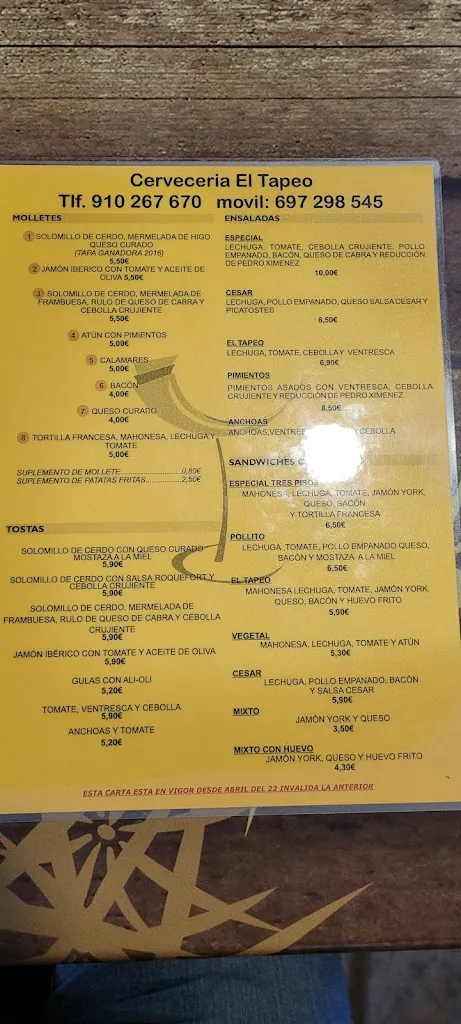 Cerveceria El Tapeo
Tlf. 910 267 670 movil: 697 298 545
MOLLETES
1 SOLOMILLO DE CERDO, MERMELADA DE HIGO
QUESO CURADO
(TAPA GANADORA 2016)
5,50€
2 JAMÓN IBERICO CON TOMATE Y ACEITE DE
OLIVA 5,50€
3 SOLOMILLO DE CERDO, MERMELADA DE
FRAMBUESA, RULO DE QUESO DE CABRA Y
CEBOLLA CRUJIENTE
5,50€
4 ATÚN CON PIMIENTOS
5,00€
5 CALAMARES
5,00€
6 BACÓN
4,00€
7 QUESO CURADO
4,00€
8 TORTILLA FRANCESA, MAHONESA, LECHUGA Y
TOMATE
5,00€
SUPLEMENTO DE MOLLETE..................0,80€
SUPLEMENTO DE PATATAS FRITAS...........2,50€
TOSTAS
SOLOMILLO DE CERDO CON QUESO CURADO
MOSTAZA A LA MIEL
5,90€
SOLOMILLO DE CERDO CON SALSA ROQUEFORT Y
CEBOLLA CRUJIENTE
5,90€
SOLOMILLO DE CERDO, MERMELADA DE
FRAMBUESA, RULO DE QUESO DE CABRA Y CEBOLLA
CRUJIENTE
5,90€
JAMÓN IBÉRICO CON TOMATE Y ACEITE DE OLIVA
5,90€
GULAS CON ALI-OLI
5,20€
TOMATE, VENTRESCA Y CEBOLLA
5,90€
ANCHOAS Y TOMATE
5,20€
ENSALADAS
ESPECIAL
LECHUGA, TOMATE, CEBOLLA CRUJIENTE, POLLO
EMPANADO, BACÓN, QUESO DE CABRA Y REDUCCIÓN
DE PEDRO XIMENEZ
10,00€
CESAR
LECHUGA, POLLO EMPANADO, QUESO SALSA CESAR Y
PICATOSTES
8,50€
EL TAPEO
LECHUGA, TOMATE, CEBOLLA Y VENTRESCA
6,90€
PIMIENTOS
PIMIENTOS ASADOS CON VENTRESCA, CEBOLLA
CRUJIENTE Y REDUCCIÓN DE PEDRO XIMENEZ
8,50€
ANCHOAS
ANCHOAS, Y CEBOLLA
SANDWICHES
ESPECIAL TRES PISOS
MAHONESA, LECHUGA, TOMATE, JAMÓN YORK,
QUESO, BACÓN
Y TORTILLA FRANCESA
6,50€
POLLITO
LECHUGA ,TOMATE, POLLO EMPANADO QUESO,
BACÓN Y MOSTAZA A LA MIEL
6,50€
EL TAPEO
MAHONESA LECHUGA, TOMATE, JAMÓN YORK,
QUESO, BACÓN Y HUEVO FRITO
5,90€
VEGETAL
MAHONESA, LECHUGA, TOMATE Y ATÚN
5,30€
CESAR
LECHUGA, POLLO EMPANADO, BACÓN
Y SALSA CESAR
5,90€
MIXTO
JAMÓN YORK Y QUESO
3,50€
MIXTO CON HUEVO
JAMÓN YORK, QUESO Y HUEVO FRITO
4,30€
ESTA CARTA ESTA EN VIGOR DESDE ABRIL DEL 22 INVALIDA LA ANTERIOR